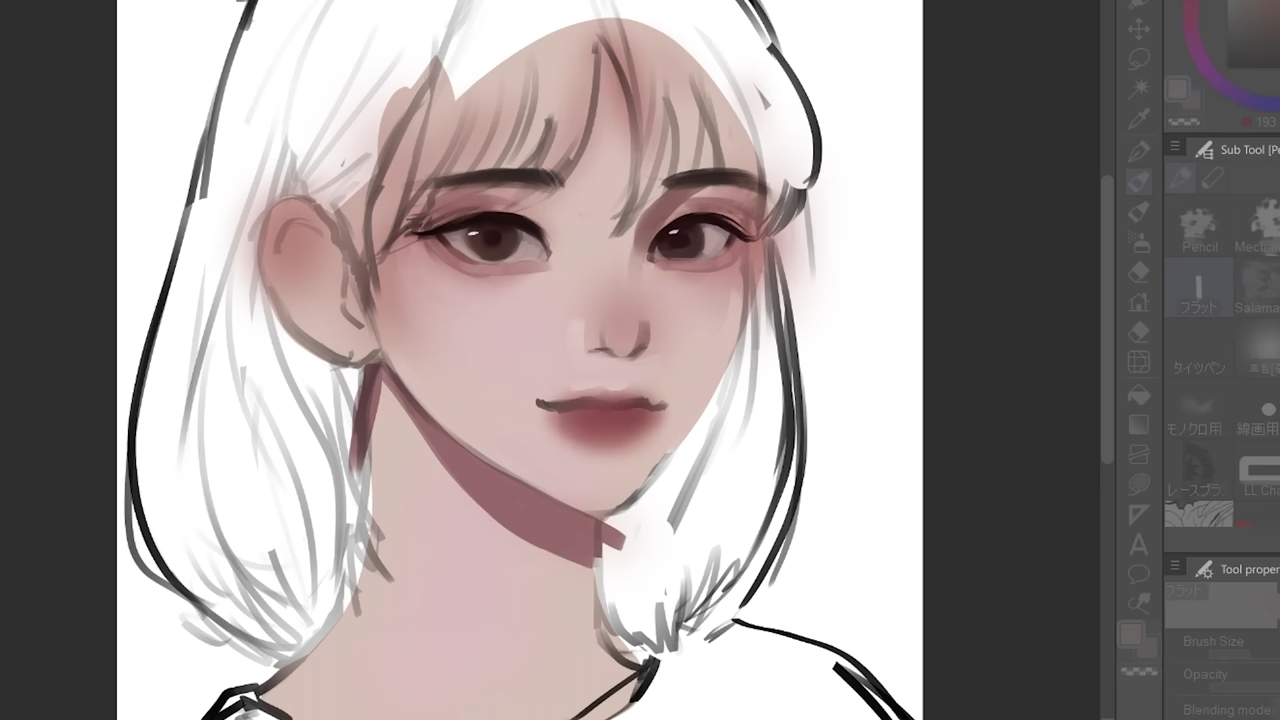 193
Sub Tool [Pe
Pencil
Mecha
フラット
Salama
タイツパン
モノクロ用
線画用
レースブラ
LL Cha
Tool proper
フラット
Brush Size
Opacity
Blending mode